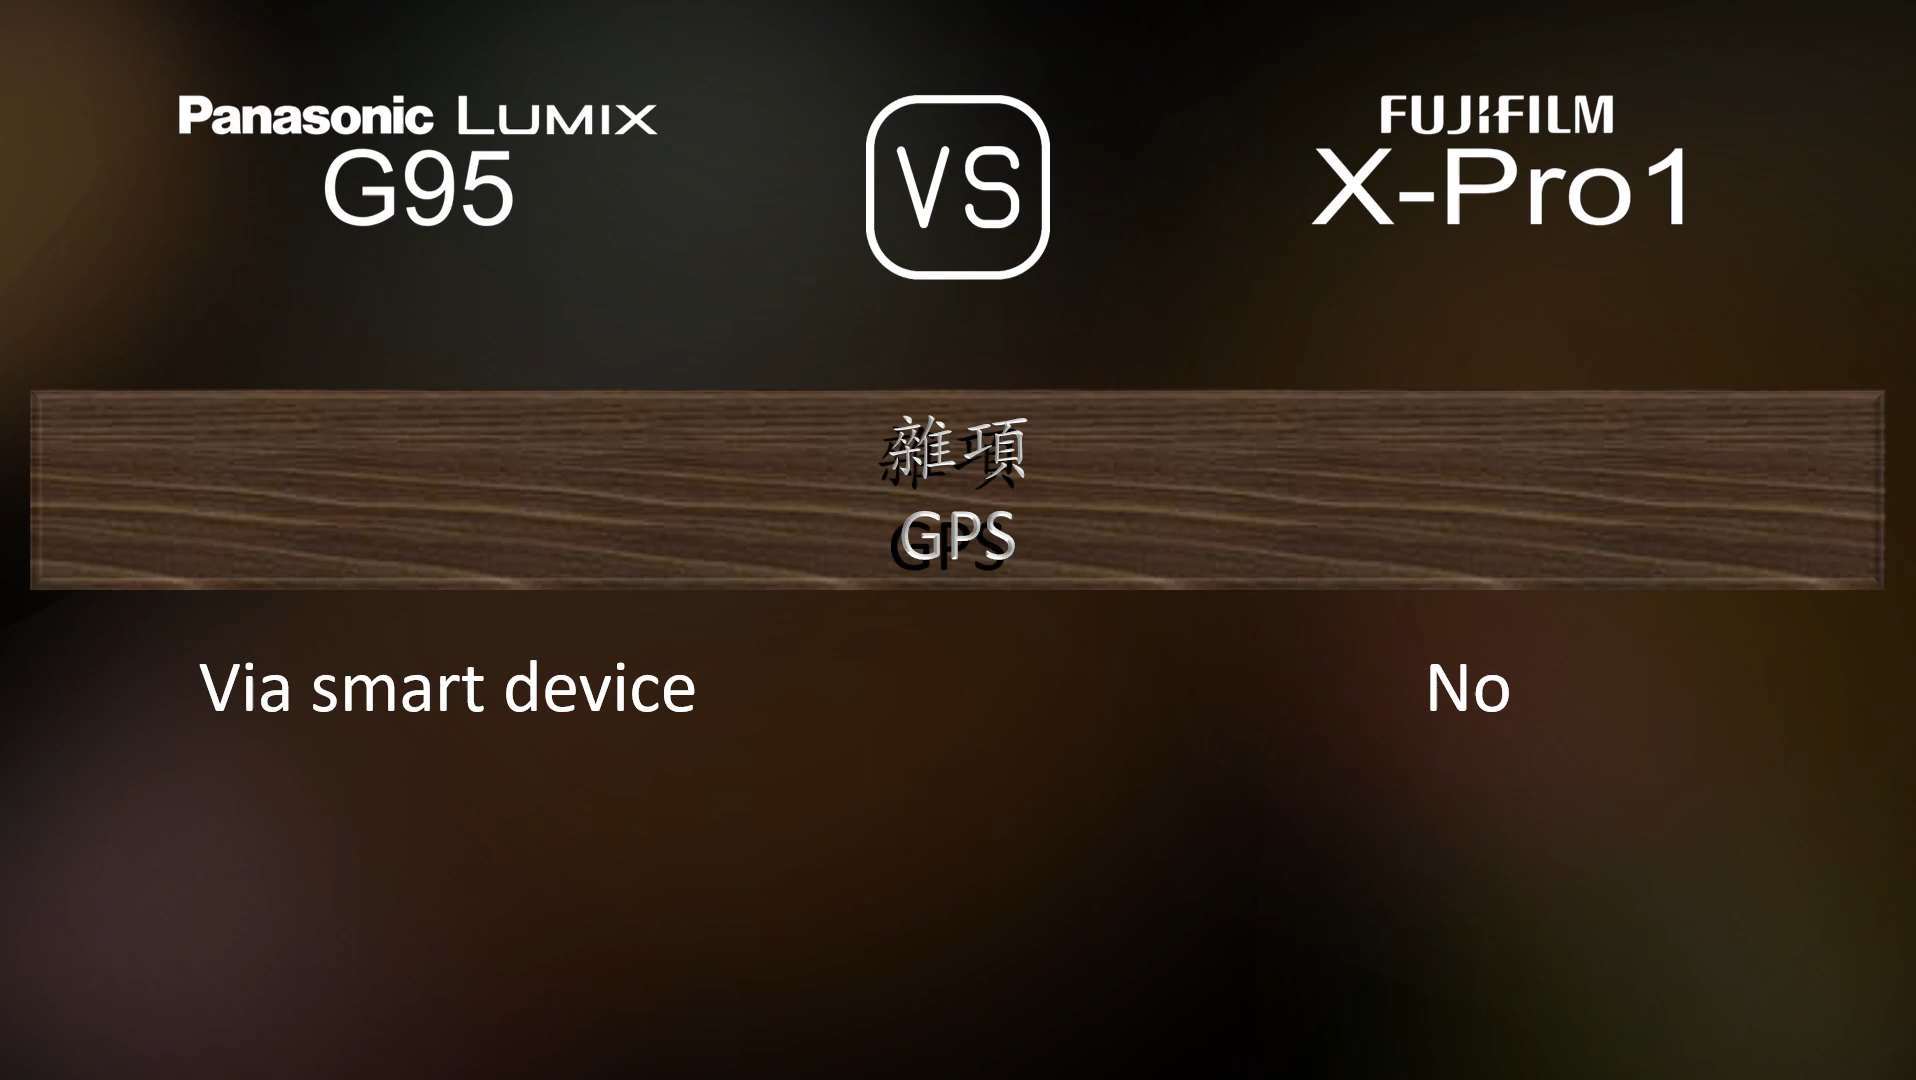 Panasonic LUMIX
G95
VS
FUJIFILM
X-Pro1
雜項
GPS
Via smart device
No